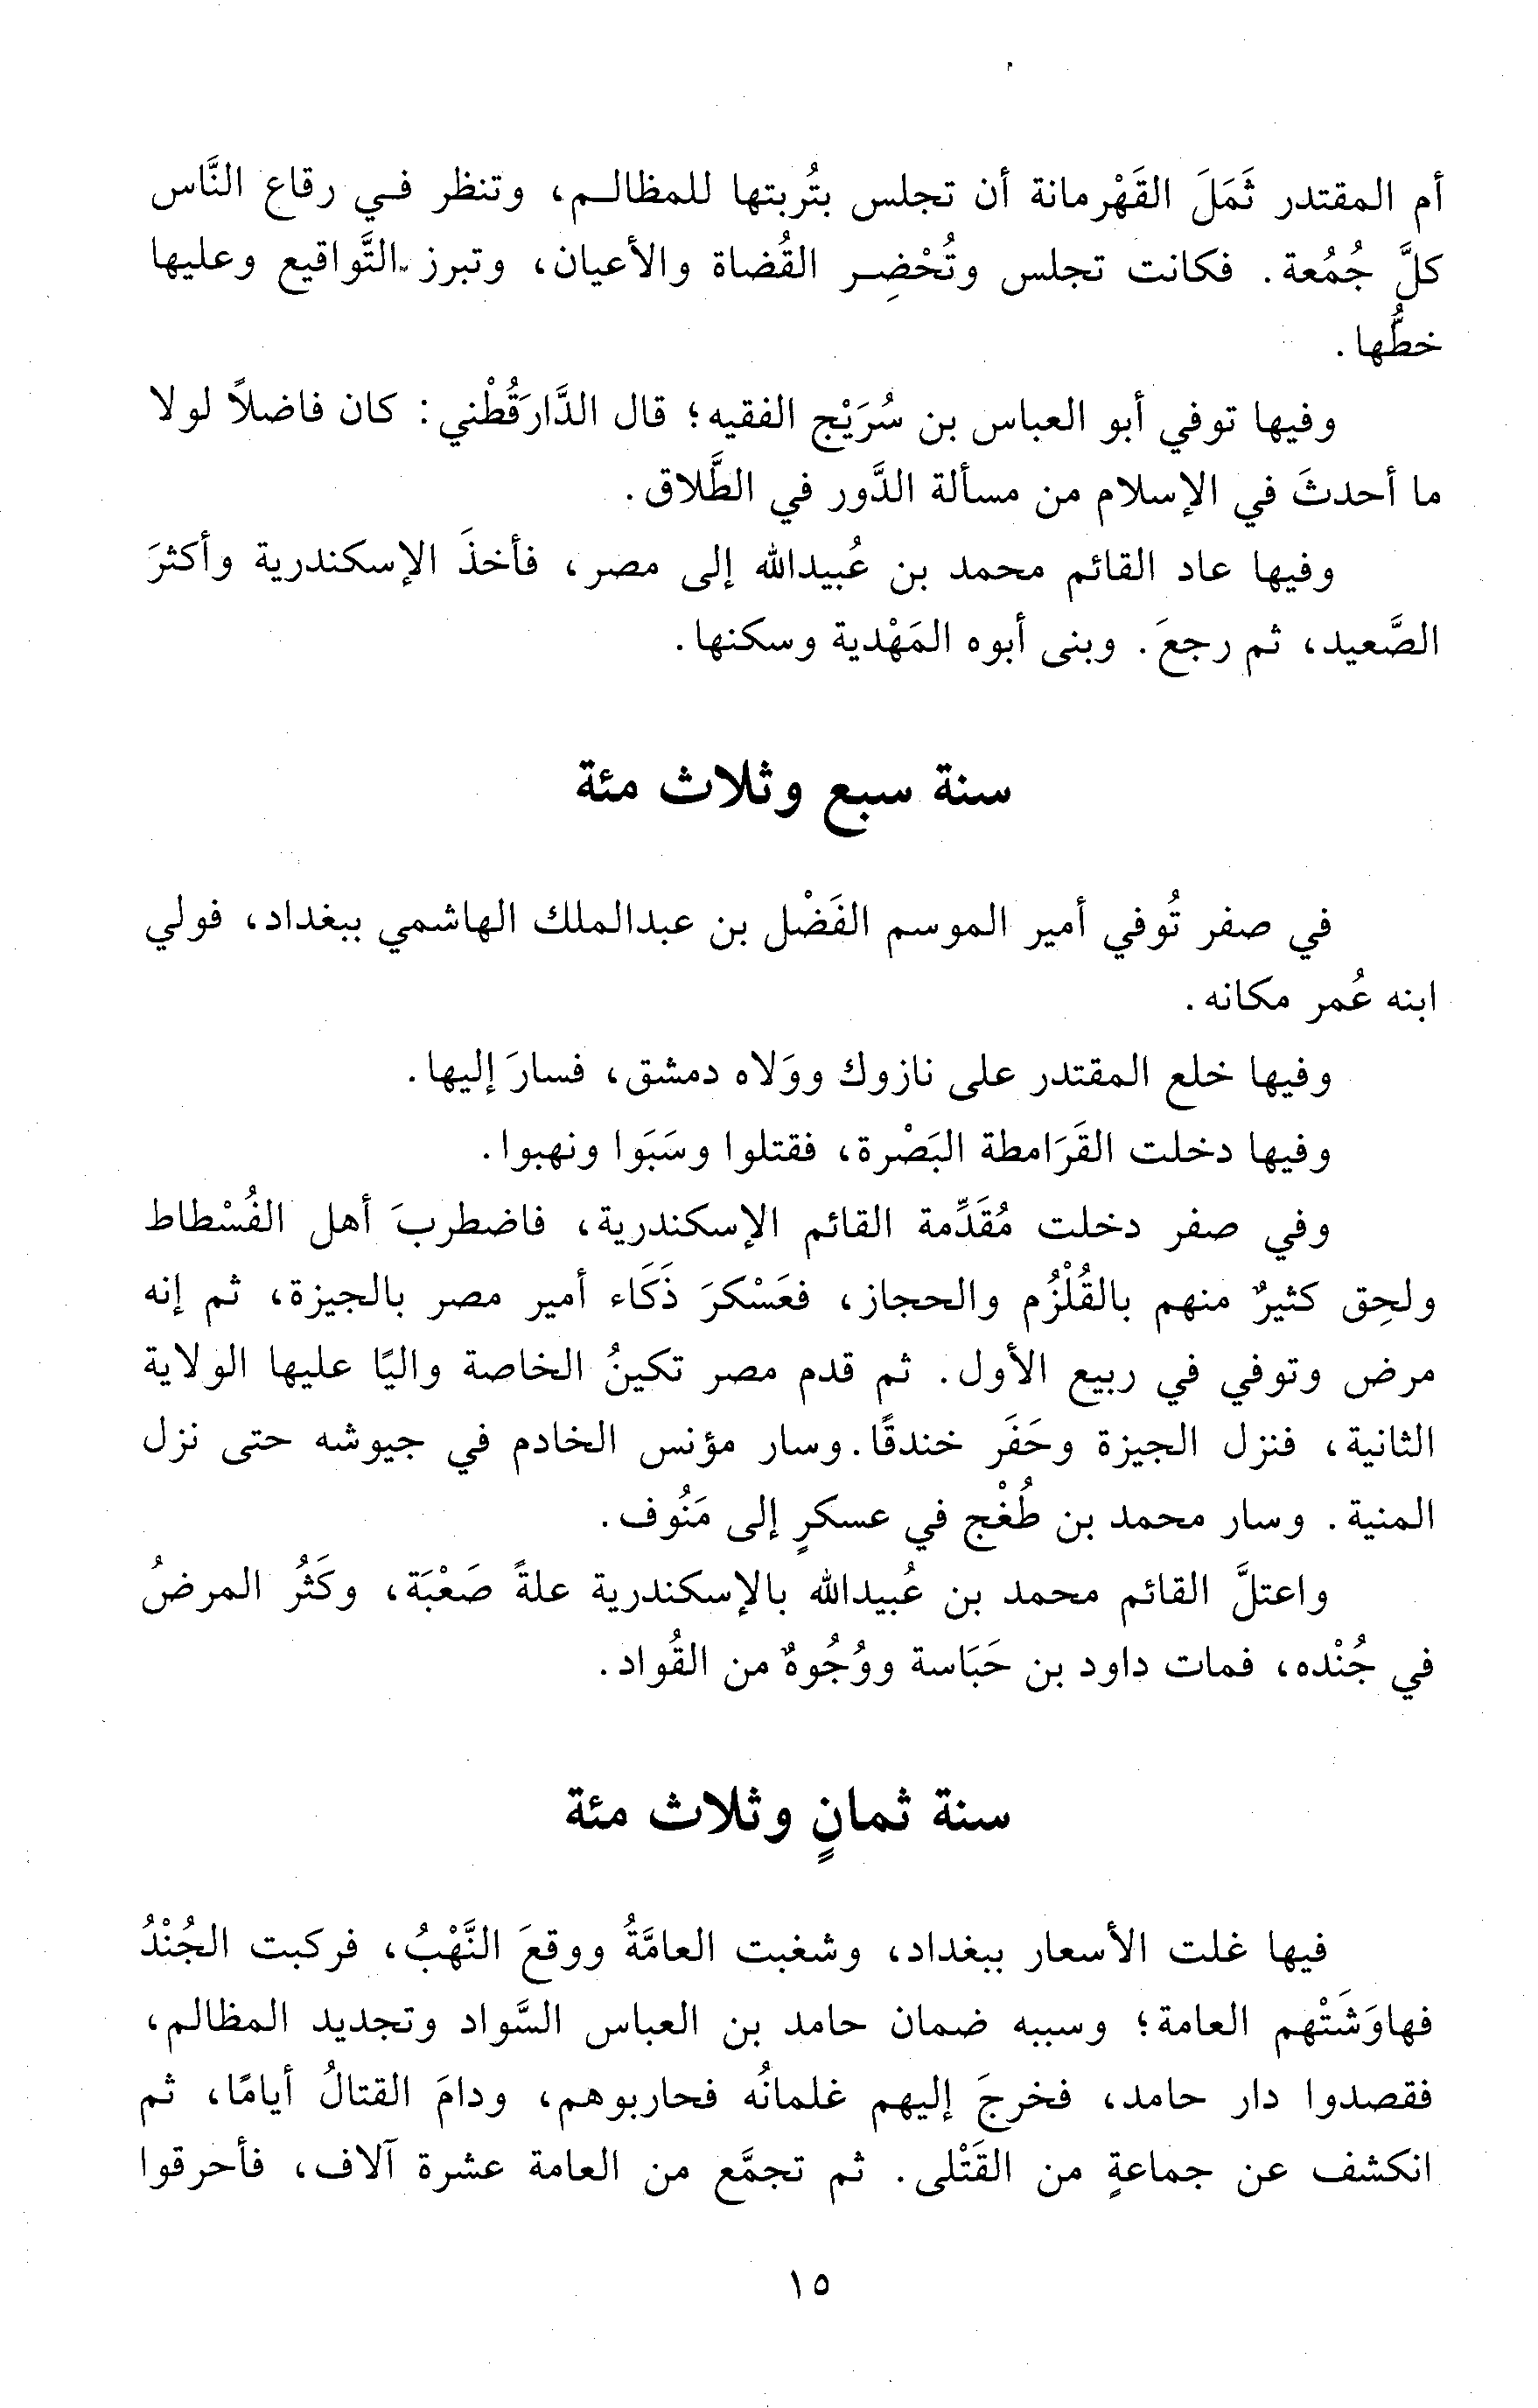 أم المقتدر ثَمَلَ القَهْرمانة أن تجلس بتُربتها للمظالم، وتنظر في رقاع النَّاس
كلَّ جُمُعة. فكانت تجلس وتُحْضِر القُضاة والأعيان، وتبرز التَّواقيع وعليها
خطُّها.
وفيها توفي أبو العباس بن سُرَيْج الفقيه؛ قال الدَّارَقُطْني: كان فاضلاً لولا
ما أحدثَ في الإسلام من مسألة الدَّور في الطَّلاق.
وفيها عاد القائم محمد بن عُبيدالله إلى مصر، فأخذَ الإسكندرية وأكثرَ
الصَّعيد، ثم رجعَ. وبنى أبوه المَهْدية وسكنها.
سنة سبع وثلاث مئة
في صفر تُوفي أمير الموسم الفَضْل بن عبدالملك الهاشمي ببغداد، فولي
ابنه عُمر مكانه.
وفيها خلع المقتدر على نازوك ووَلاه دمشق، فسارَ إليها.
وفيها دخلت القَرَامطة البَصْرة، فقتلوا وسَبَوا ونهبوا.
وفي صفر دخلت مُقَدِّمة القائم الإسكندرية، فاضطربَ أهل الفُسْطاط
ولحِق كثيرٌ منهم بالقُلْزُم والحجاز، فعَسْكرَ ذَكَاء أمير مصر بالجيزة، ثم إنه
مرض وتوفي في ربيع الأول. ثم قدم مصر تكينُ الخاصة واليًا عليها الولاية
الثانية، فنزل الجيزة وحَفَر خندقًا. وسار مؤنس الخادم في جيوشه حتى نزل
المنية. وسار محمد بن طُغْج في عسكرٍ إلى مَنُوف.
واعتلَّ القائم محمد بن عُبيدالله بالإسكندرية علةً صَعْبَة، وكَثُر المرضُ
في جُنْده، فمات داود بن حَبَاسة ووُجُوهٌ من القُواد.
سنة ثمانٍ وثلاث مئة
فيها غلت الأسعار ببغداد، وشغبت العامَّةُ ووقعَ النَّهْبُ، فركبت الجُنْدُ
فهاوَشَتْهم العامة؛ وسببه ضمان حامد بن العباس السَّواد وتجديد المظالم،
فقصدوا دار حامد، فخرجَ إليهم غلمانُه فحاربوهم، ودامَ القتالُ أيامًا، ثم
انكشف عن جماعةٍ من القَتْلى. ثم تجمَّع من العامة عشرة آلاف، فأحرقوا
١٥